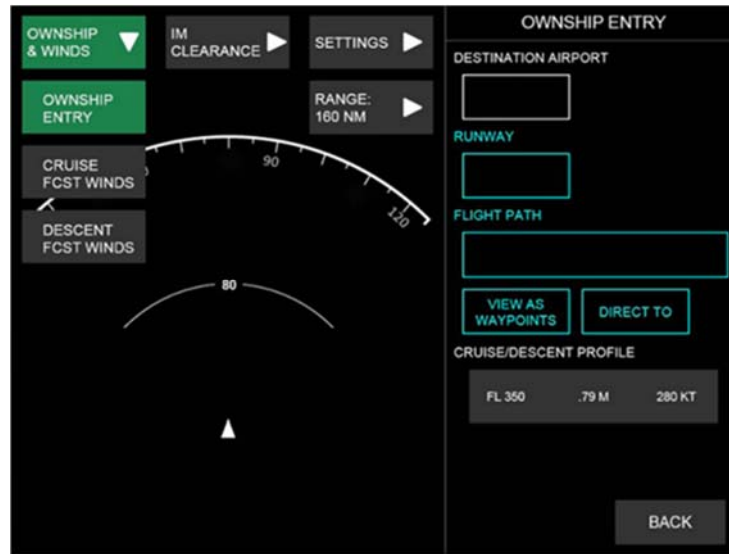 OWNSHIP
& WINDS
IM
CLEARANCE
SETTINGS
OWNSHIP
ENTRY
RANGE:
160 NM
CRUISE
FCST WINDS
DESCENT
FCST WINDS
90
120
80
OWNSHIP ENTRY
DESTINATION AIRPORT
RUNWAY
FLIGHT PATH
VIEW AS
WAYPOINTS
DIRECT TO
CRUISE/DESCENT PROFILE
FL 350 .79 M 280 KT
BACK